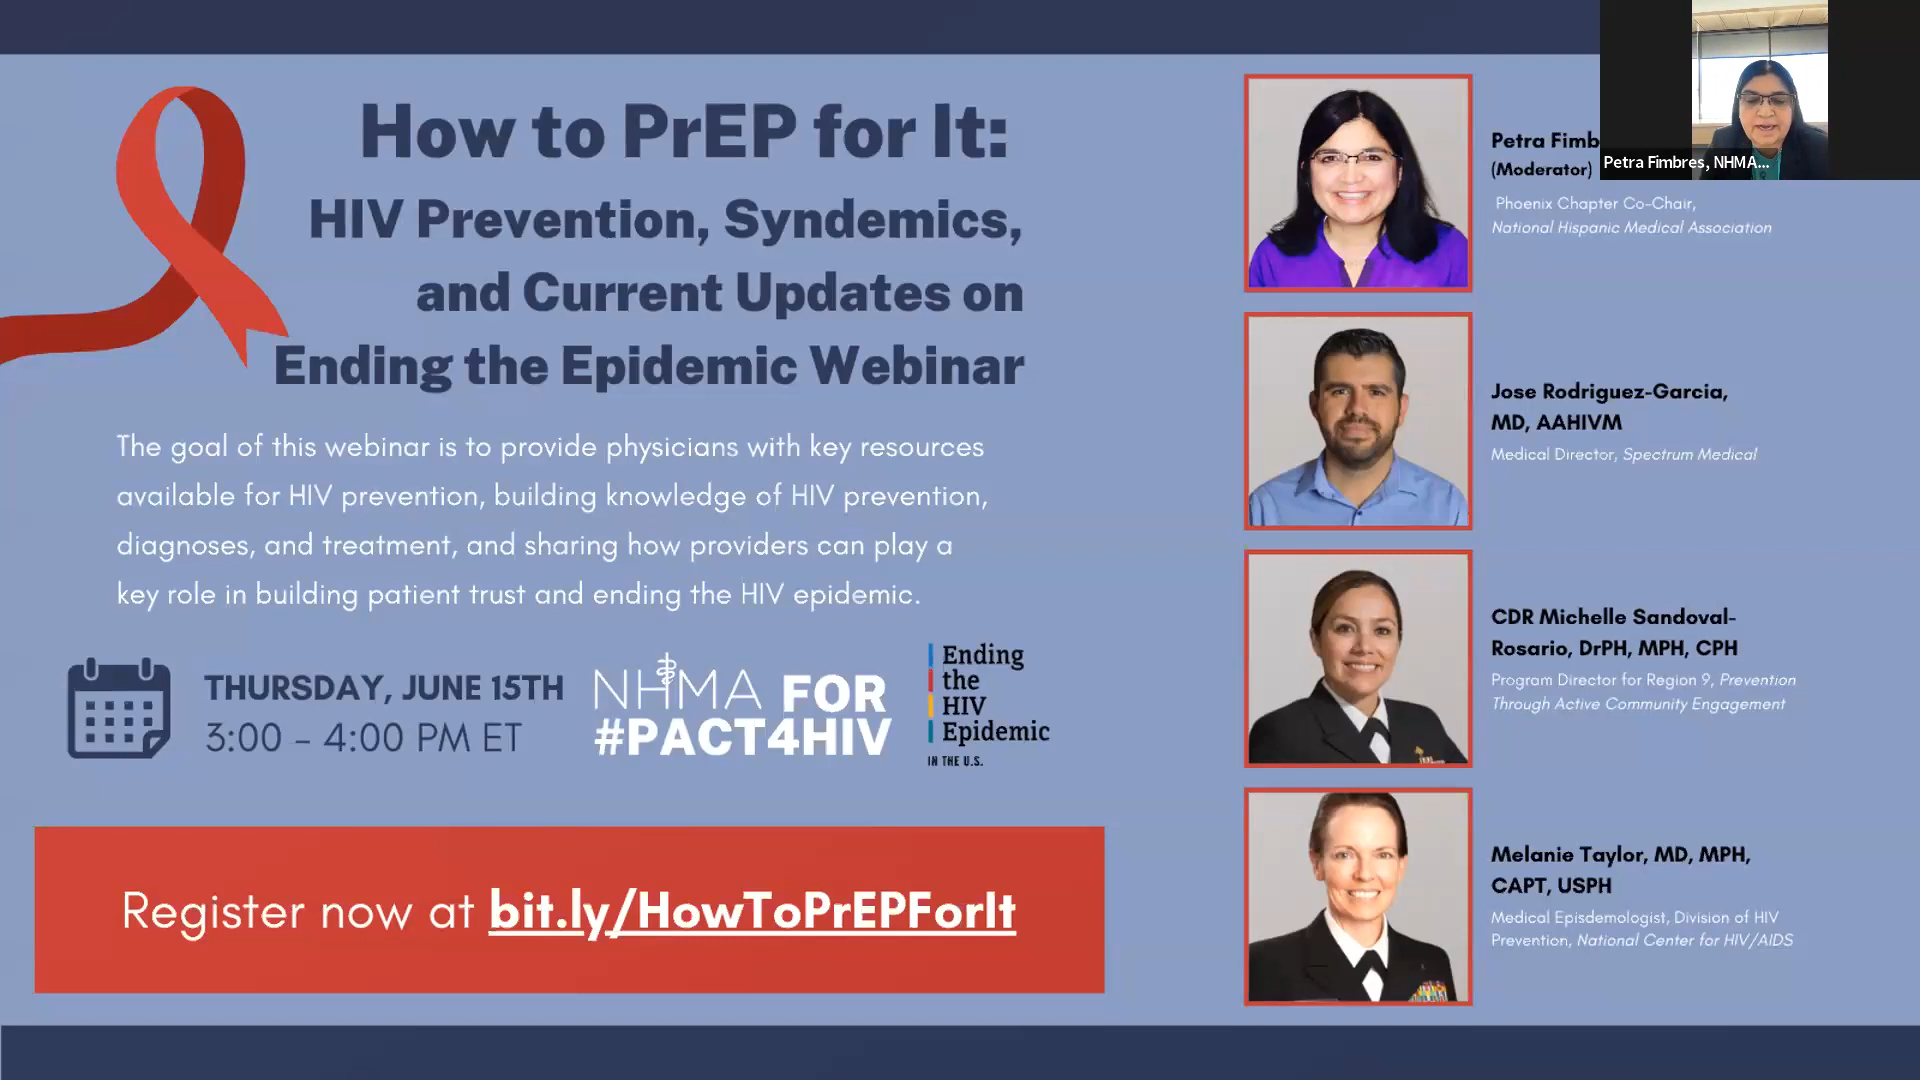 How to PrEP for It:
HIV Prevention, Syndemics,
and Current Updates on
Ending the Epidemic Webinar
The goal of this webinar is to provide physicians with key resources
available for HIV prevention, building knowledge of HIV prevention,
diagnoses, and treatment, and sharing how providers can play a
key role in building patient trust and ending the HIV epidemic.
THURSDAY, JUNE 15TH
3:00 - 4:00 PM ET
NHMA FOR
#PACT4HIV
Ending
the
HIV
Epidemic
IN THE U.S.
Register now at bit.ly/HowToPrEPForIt
Petra Fimb
(Moderator)
Phoenix Chapter Co-Chair,
National Hispanic Medical Association
Petra Fimbres, NHMA...
Jose Rodriguez-Garcia,
MD, AAHIVM
Medical Director, Spectrum Medical
CDR Michelle Sandoval-
Rosario, DrPH, MPH, CPH
Program Director for Region 9, Prevention
Through Active Community Engagement
Melanie Taylor, MD, MPH,
CAPT, USPH
Medical Episdemologist, Division of HIV
Prevention, National Center for HIV/AIDS